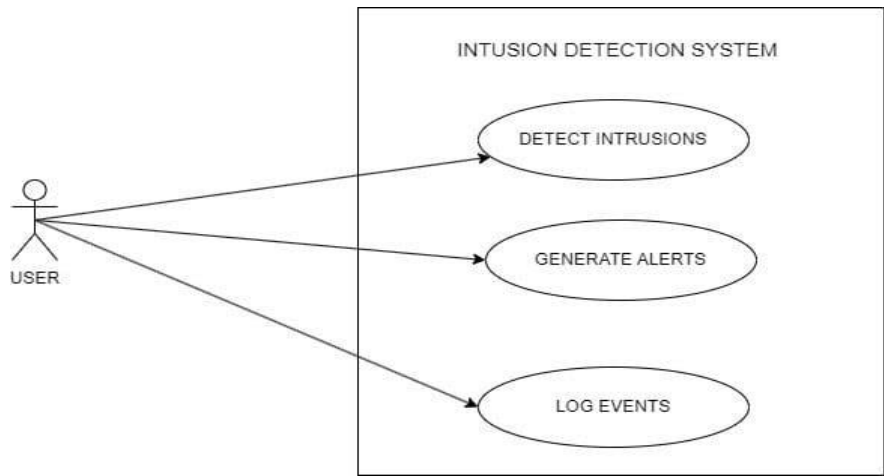 INTUSION DETECTION SYSTEM
DETECT INTRUSIONS
GENERATE ALERTS
USER
LOG EVENTS